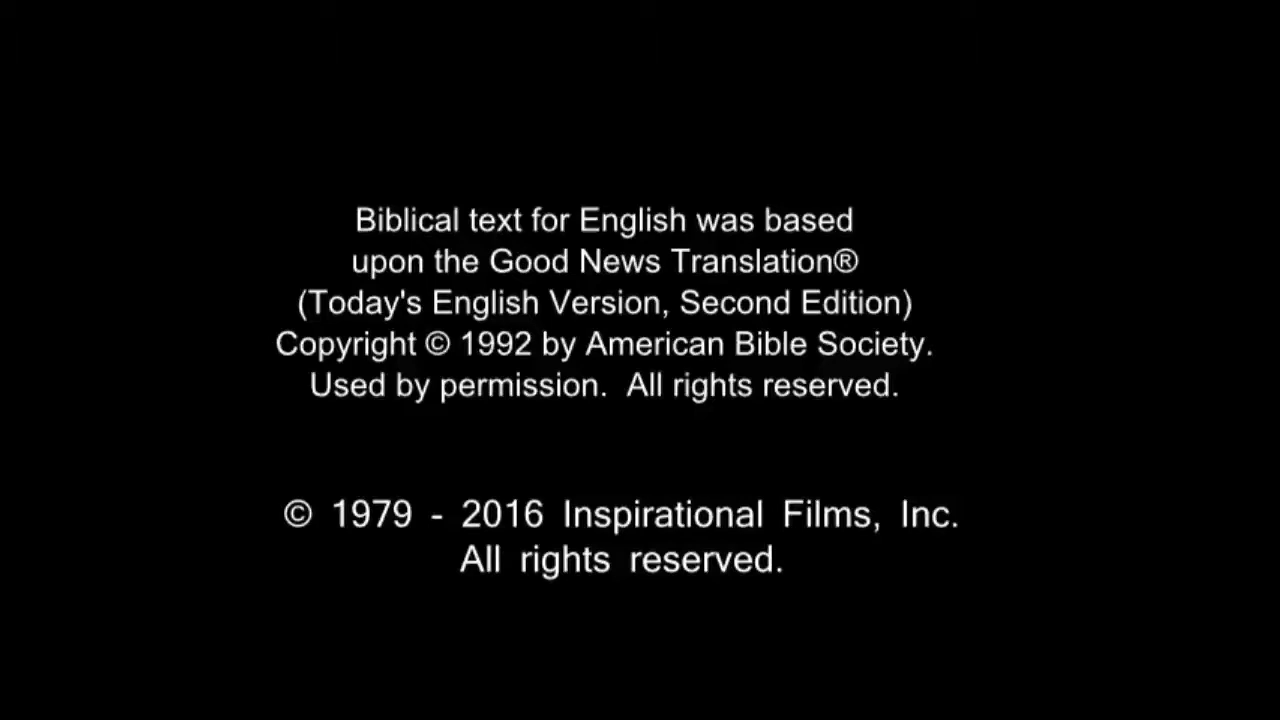 Biblical text for English was based
upon the Good News Translation®
(Today's English Version, Second Edition)
Copyright © 1992 by American Bible Society.
Used by permission.  All rights reserved.
© 1979 - 2016 Inspirational Films, Inc.
All rights reserved.